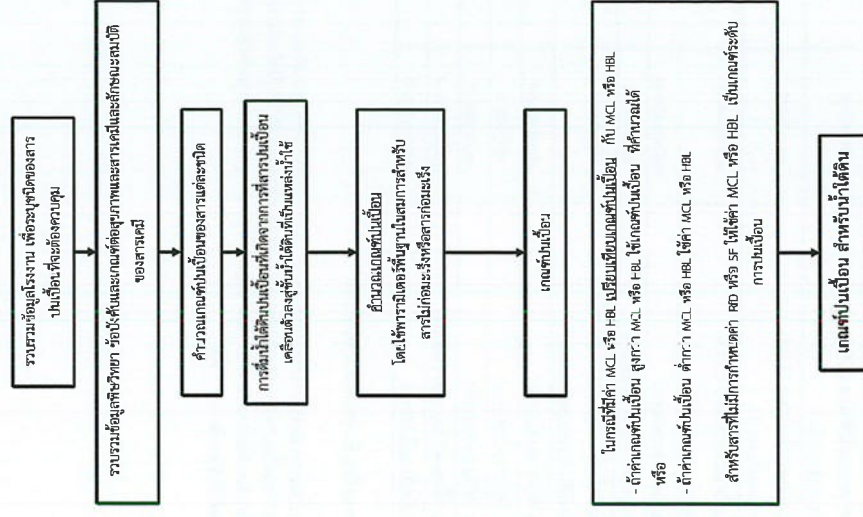 รวบรวมข้อมูลโรงงาน เพื่อระบุชนิดของสาร
ปนเปื้อนที่จะต้องควบคุม
รวบรวมข้อมูลพิษวิทยา ข้อบังคับและเกณฑ์ต่อสุขภาพและสารเคมีและลักษณะสมบัติ
ของสารเคมี
คำนวณเกณฑ์ปนเปื้อนของสารแต่ละชนิด
การดื่มน้ำใต้ดินปนเปื้อนที่เกิดจากการที่สารปนเปื้อน
เคลื่อนตัวลงสู่ชั้นน้ำใต้ดินที่เป็นแหล่งน้ำใช้
คำนวณเกณฑ์ปนเปื้อน
โดยใช้พารามิเตอร์พื้นฐานในสมการสำหรับ
สารไม่ก่อมะเร็งหรือสารก่อมะเร็ง
เกณฑ์ปนเปื้อน
ในกรณีที่มีค่า MCL หรือ HBL เปรียบเทียบเกณฑ์ปนเปื้อน กับ MCL หรือ HBL
- ถ้าค่าเกณฑ์ปนเปื้อน สูงกว่า MCL หรือ HBL ใช้เกณฑ์ปนเปื้อน ที่คำนวณได้
หรือ
- ถ้าค่าเกณฑ์ปนเปื้อน ต่ำกว่า MCL หรือ HBL ใช้ค่า MCL หรือ HBL
สำหรับสารที่ไม่มีการกำหนดค่า RfD หรือ SF ให้ใช้ค่า MCL หรือ HBL เป็นเกณฑ์ระดับ
การปนเปื้อน
เกณฑ์ปนเปื้อน สำหรับน้ำใต้ดิน